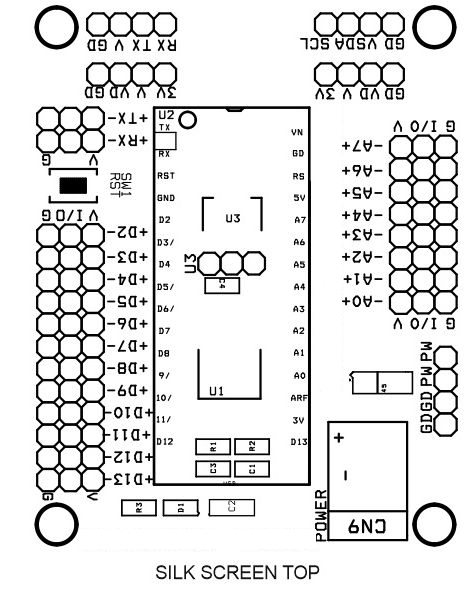 GD V TX RX
SCL SDA V GD
GD VD V 3V
3V V VD GD
+TX-
+RX-
G V
SW1
RST
G I/O V
+D2-
+D3-
+D4-
+D5-
+D6-
+D7-
+D8-
+D9-
+D10-
+D11-
+D12-
+D13-
G V
U2
TX
RX
RST
GND
D2
D3/
D4
D5/
D6/
D7
D8
9/
10/
11/
D12
VN
GD
RS
5V
A7
A6
A5
A4
A3
A2
A1
A0
ARF
3V
D13
U3
U3
C4
U1
R1
R2
C3
C1
R3
D1
C2
V I/O G
-A7+
-A6+
-A5+
-A4+
-A3+
-A2+
-A1+
-A0+
V I/O G
PW
PW
GD
GD
45
+
-
POWER
CN9
SILK SCREEN TOP